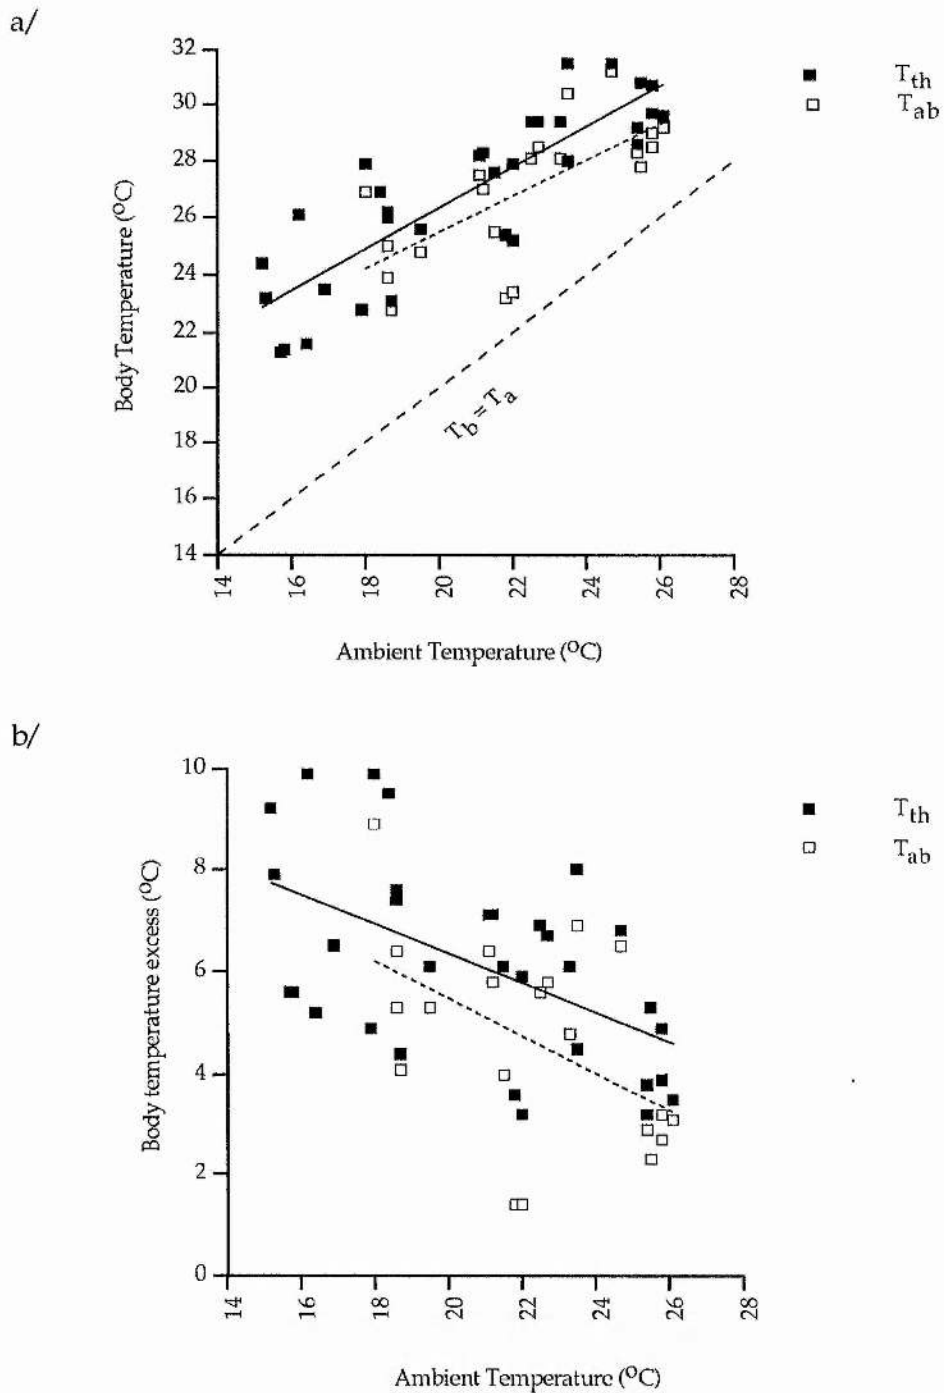 a/
32
30
28
26
24
22
20
18
16
14
Body Temperature (°C)
T_b = T_a
14 16 18 20 22 24 26 28
Ambient Temperature (°C)
T_th
T_ab
b/
10
8
6
4
2
0
Body temperature excess (°C)
14 16 18 20 22 24 26 28
Ambient Temperature (°C)
T_th
T_ab